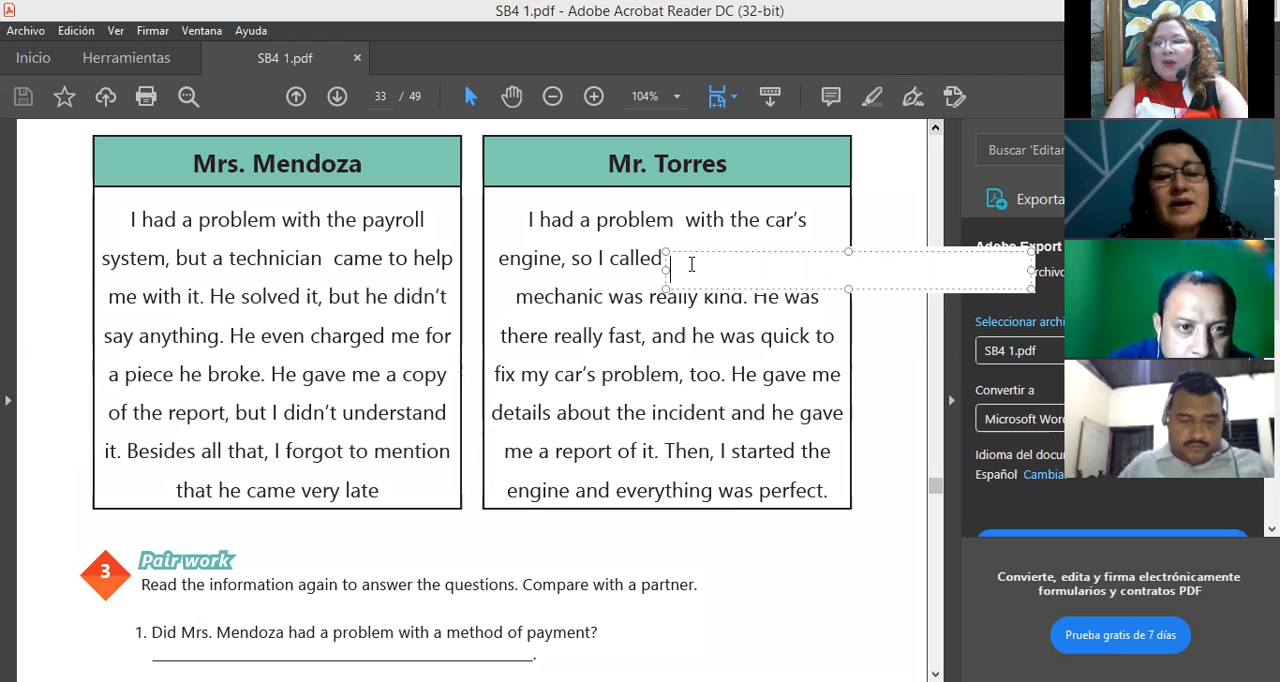 SB4 1.pdf - Adobe Acrobat Reader DC (32-bit)
Archivo Edición Ver Firmar Ventana Ayuda
Inicio Herramientas SB4 1.pdf ×
33 / 49 104%
Mrs. Mendoza
I had a problem with the payroll
system, but a technician came to help
me with it. He solved it, but he didn't
say anything. He even charged me for
a piece he broke. He gave me a copy
of the report, but I didn't understand
it. Besides all that, I forgot to mention
that he came very late
Mr. Torres
I had a problem with the car's
engine, so I called
mechanic was really kind. He was
there really fast, and he was quick to
fix my car's problem, too. He gave me
details about the incident and he gave
me a report of it. Then, I started the
engine and everything was perfect.
3 Pair work
Read the information again to answer the questions. Compare with a partner.
1. Did Mrs. Mendoza had a problem with a method of payment?
Buscar 'Editar
Exporta
Adobe Export
Seleccionar archi
SB4 1.pdf
Convertir a
Microsoft Wor
Idioma del docu
Español Cambia
Convierte, edita y firma electrónicamente
formularios y contratos PDF
Prueba gratis de 7 días